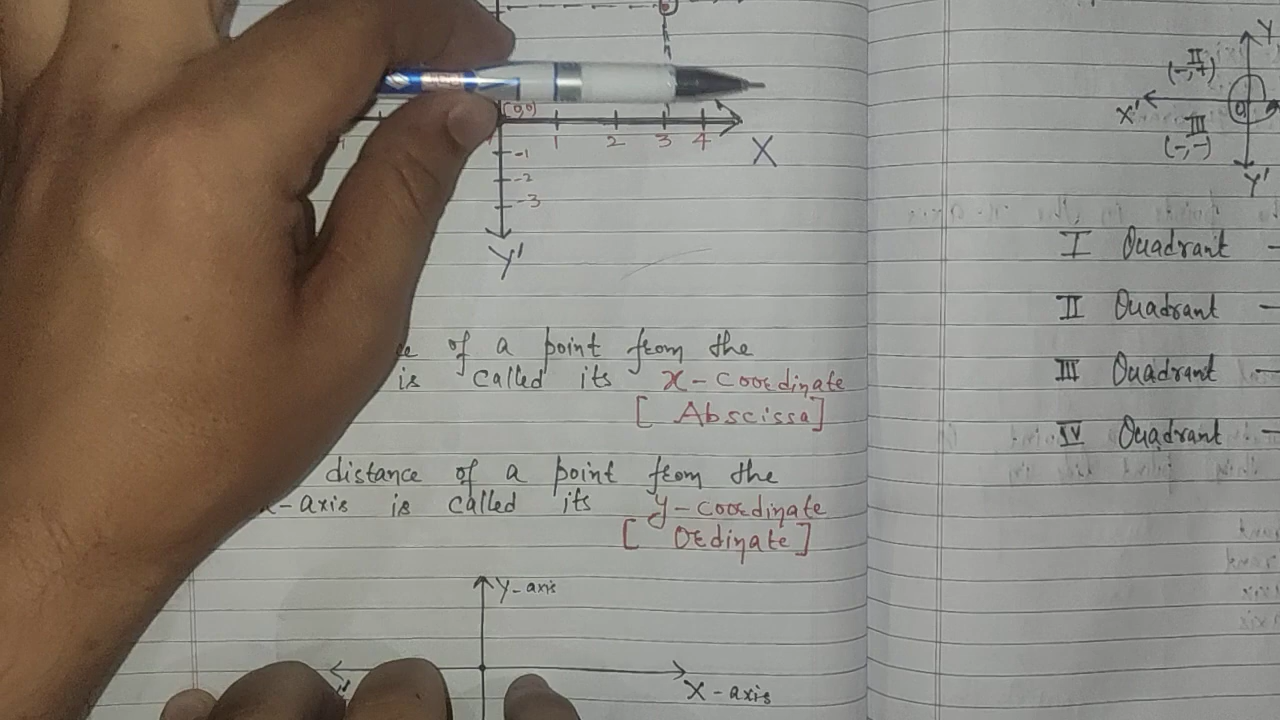 (0,0)
1 2 3 4
X
-1
-2
-3
Y'
of a point from the
is called its x-coordinate
[Abscissa]
distance of a point from the
x-axis is called its y-coordinate
[Ordinate]
Y-axis
X-axis
Y
II
(-,+)
X'
III
(-,-)
Y'
I Quadrant -
II Quadrant -
III Quadrant -
IV Quadrant -